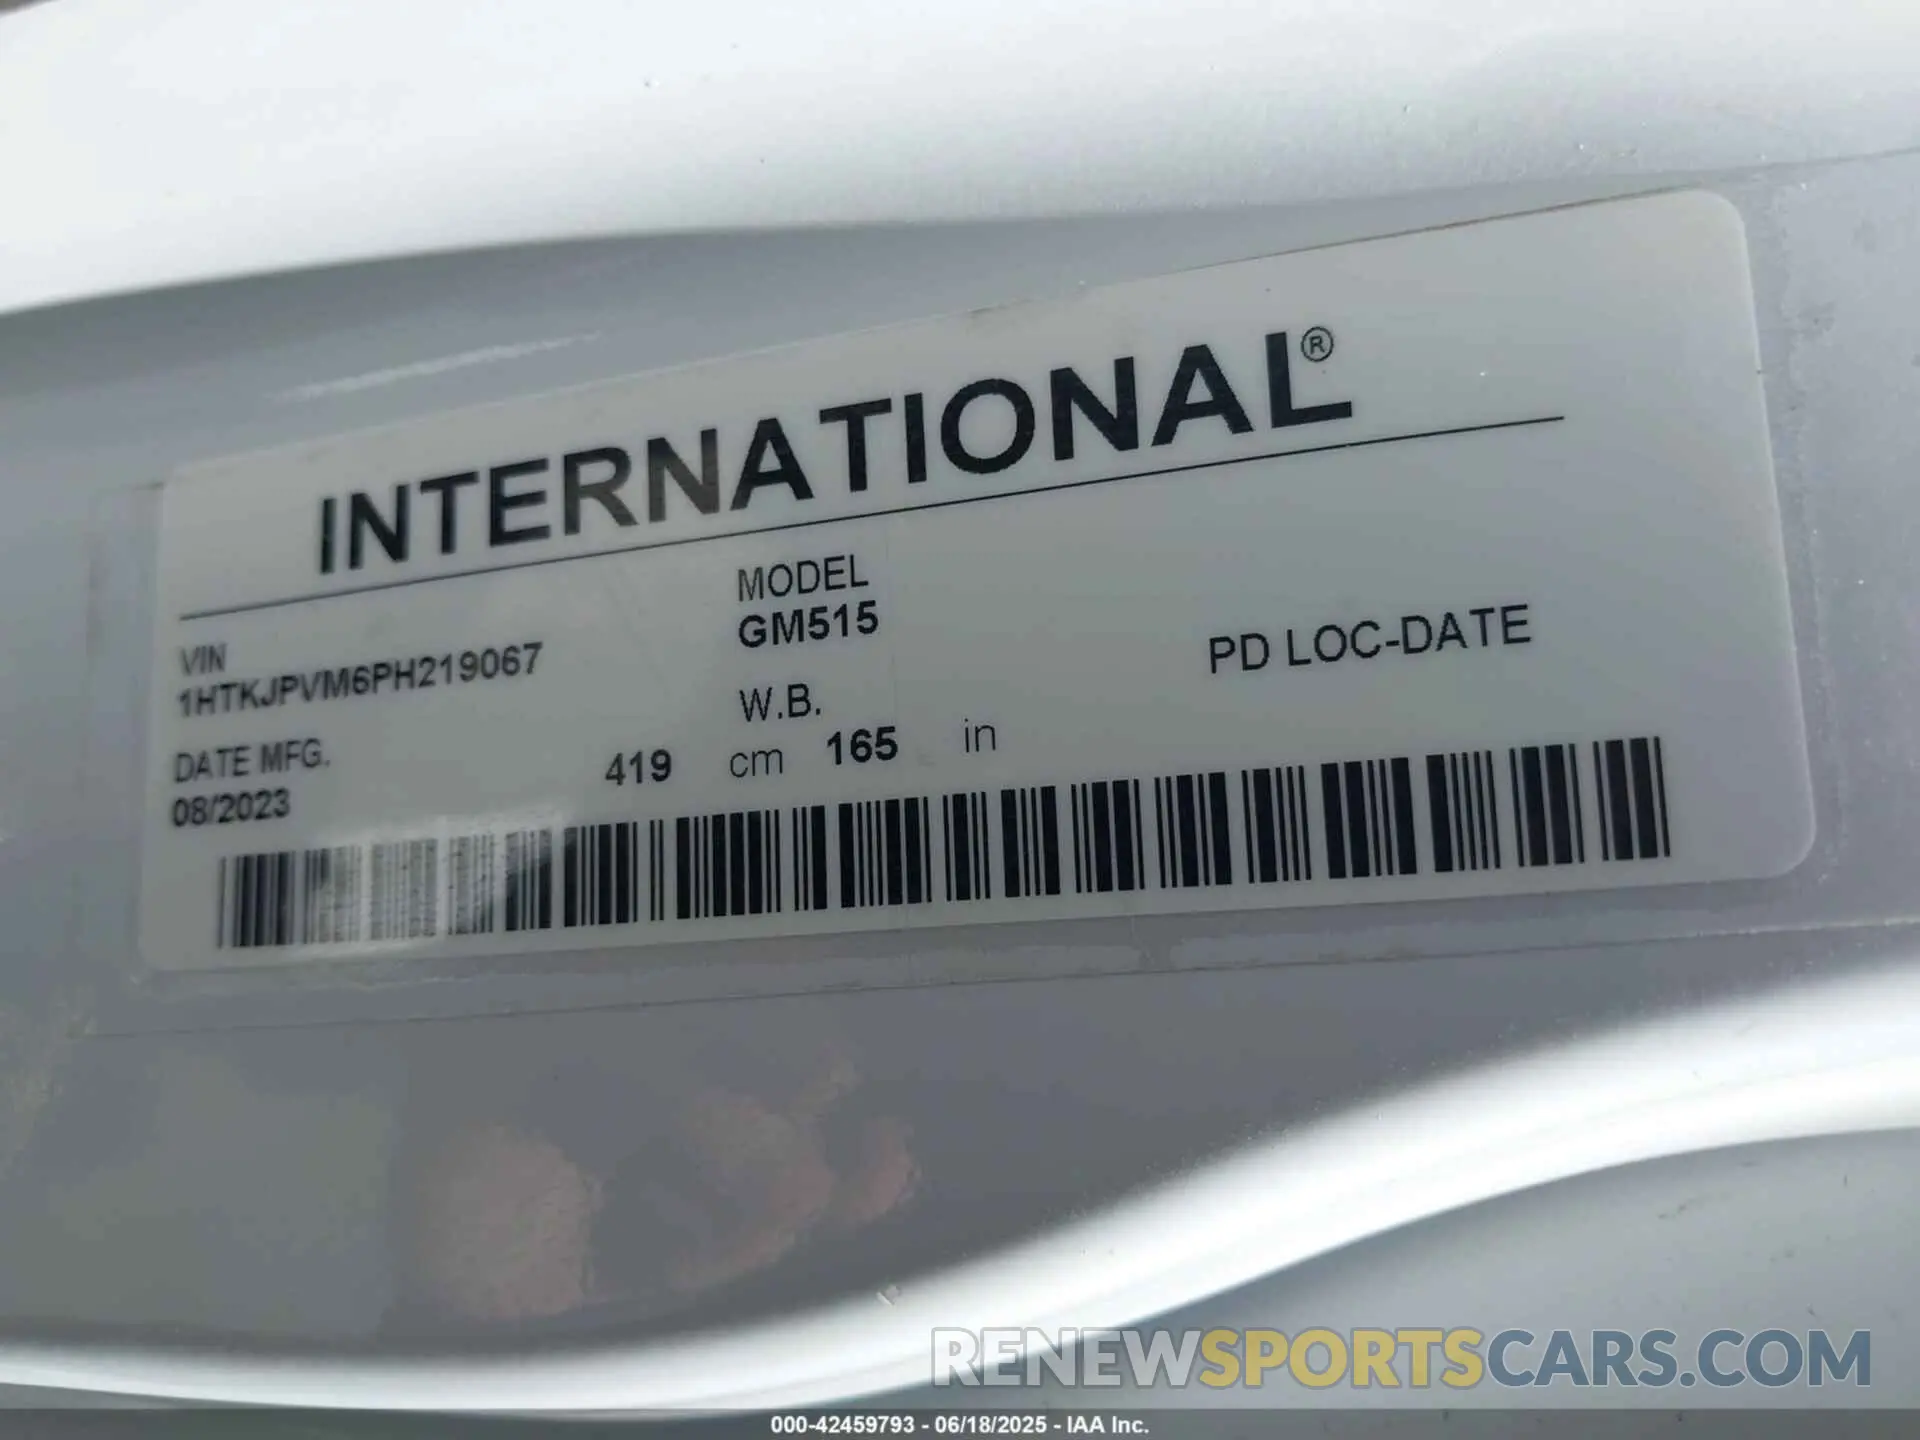 INTERNATIONAL®
VIN
1HTKJPVM6PH219067
MODEL
GM515
DATE MFG.
08/2023
W.B.
419 cm 165 in
PD LOC-DATE
RENEWSPORTSCARS.COM
000-42459793 - 06/18/2025 - IAA Inc.